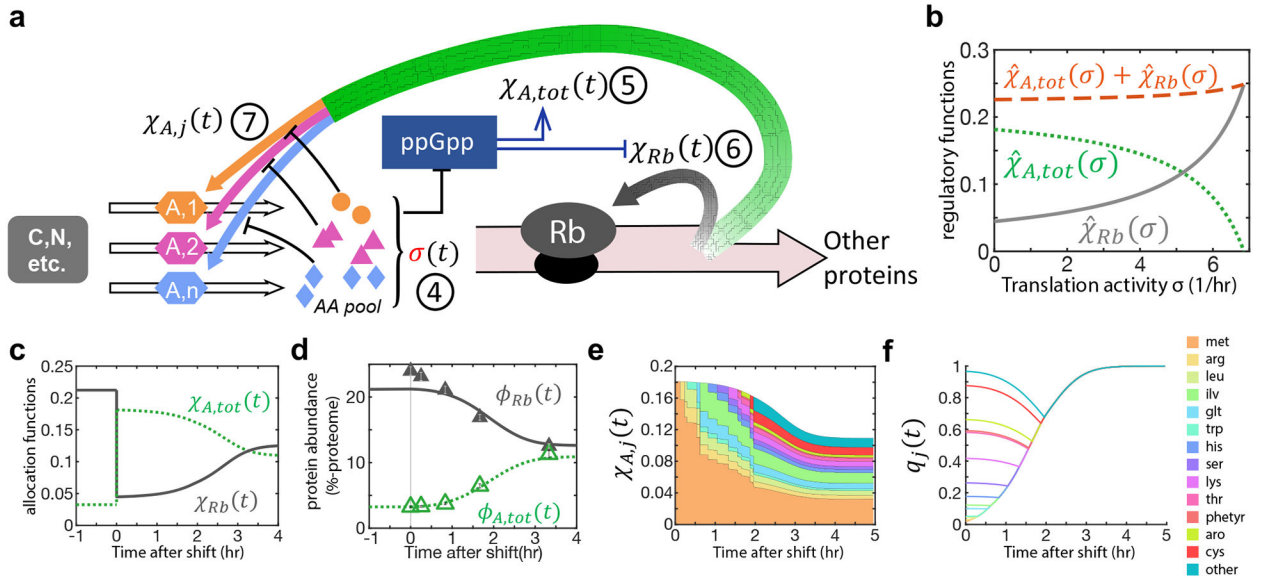 a
χA,tot(t) 5
χA,j(t) 7
ppGpp
χRb(t) 6
C,N,
etc.
A,1
A,2
A,n
σ(t)
4
AA pool
Rb
Other
proteins
b
regulatory functions
0.3
0.2
0.1
0
χ̂A,tot(σ) + χ̂Rb(σ)
χ̂A,tot(σ)
χ̂Rb(σ)
0 2 4 6
Translation activity σ (1/hr)
c
allocation functions
0.25
0.2
0.15
0.1
0.05
0
χA,tot(t)
χRb(t)
-1 0 1 2 3 4
Time after shift (hr)
d
protein abundance
(%-proteome)
20
10
0
ϕRb(t)
ϕA,tot(t)
-1 0 1 2 3 4
Time after shift(hr)
e
χA,j(t)
0.2
0.16
0.12
0.08
0.04
0
0 1 2 3 4 5
Time after shift (hr)
f
qj(t)
1
0.8
0.6
0.4
0.2
0
0 1 2 3 4 5
Time after shift (hr)
met
arg
leu
ilv
glt
trp
his
ser
lys
thr
phetyr
aro
cys
other